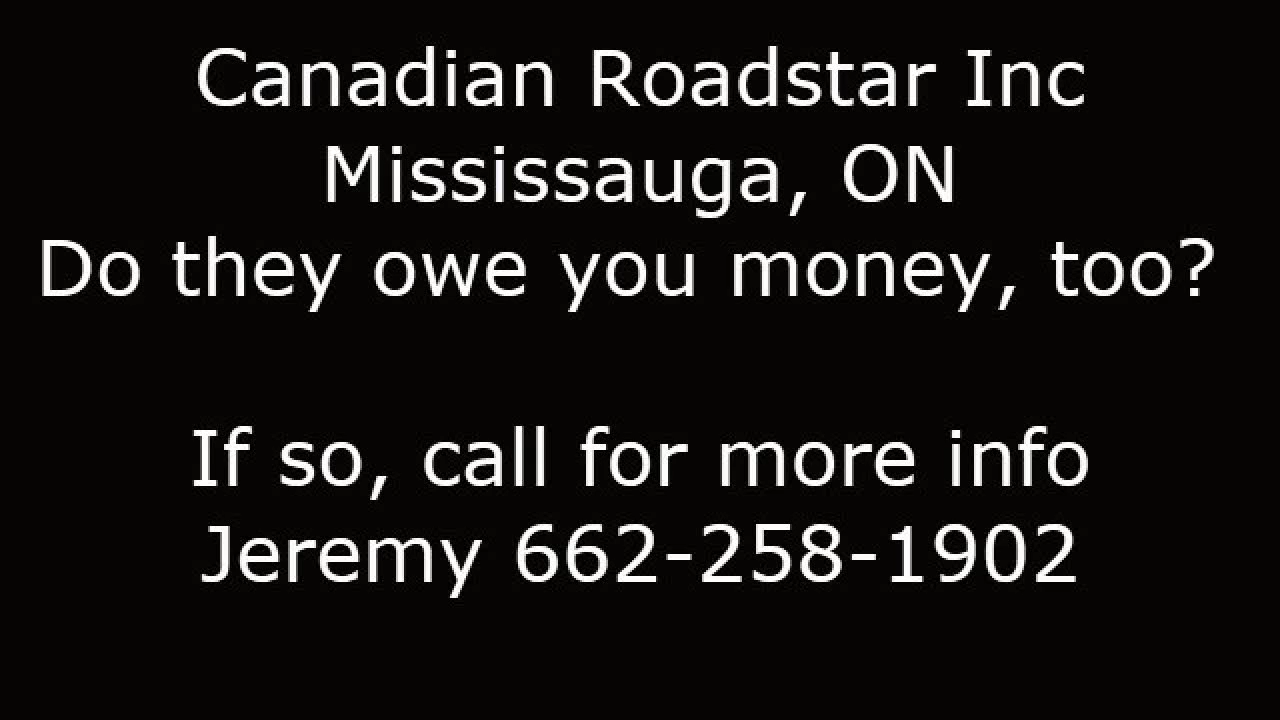 Canadian Roadstar Inc
Mississauga, ON
Do they owe you money, too?
If so, call for more info
Jeremy 662-258-1902